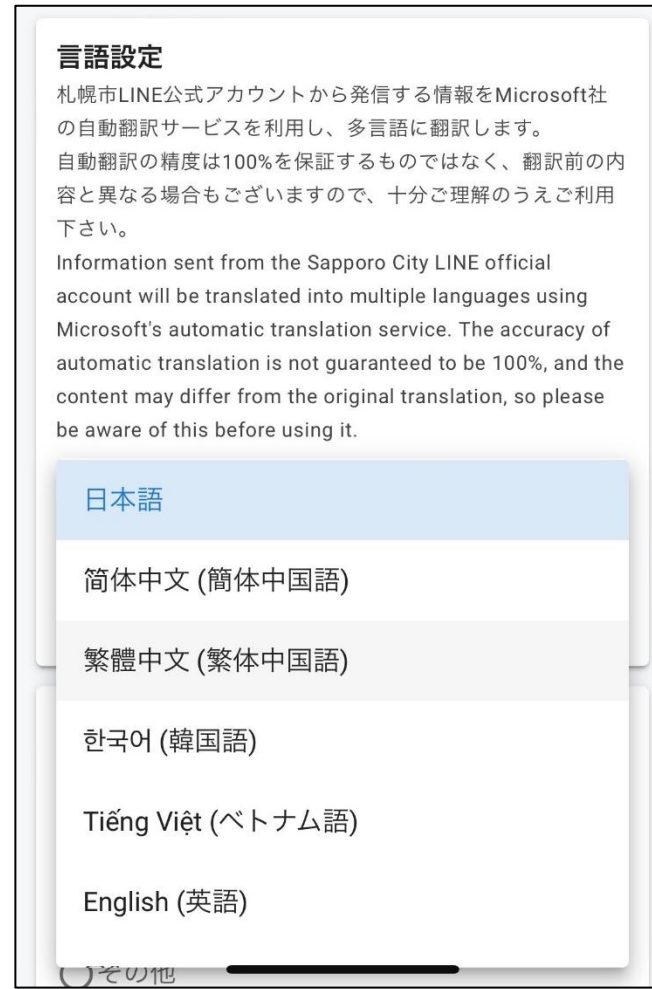 言語設定
札幌市LINE公式アカウントから発信する情報をMicrosoft社
の自動翻訳サービスを利用し、多言語に翻訳します。
自動翻訳の精度は100%を保証するものではなく、翻訳前の内
容と異なる場合もございますので、十分ご理解のうえご利用
下さい。
Information sent from the Sapporo City LINE official
account will be translated into multiple languages using
Microsoft's automatic translation service. The accuracy of
automatic translation is not guaranteed to be 100%, and the
content may differ from the original translation, so please
be aware of this before using it.
日本語
简体中文 (簡体中国語)
繁體中文 (繁体中国語)
한국어 (韓国語)
Tiếng Việt (ベトナム語)
English (英語)
その他